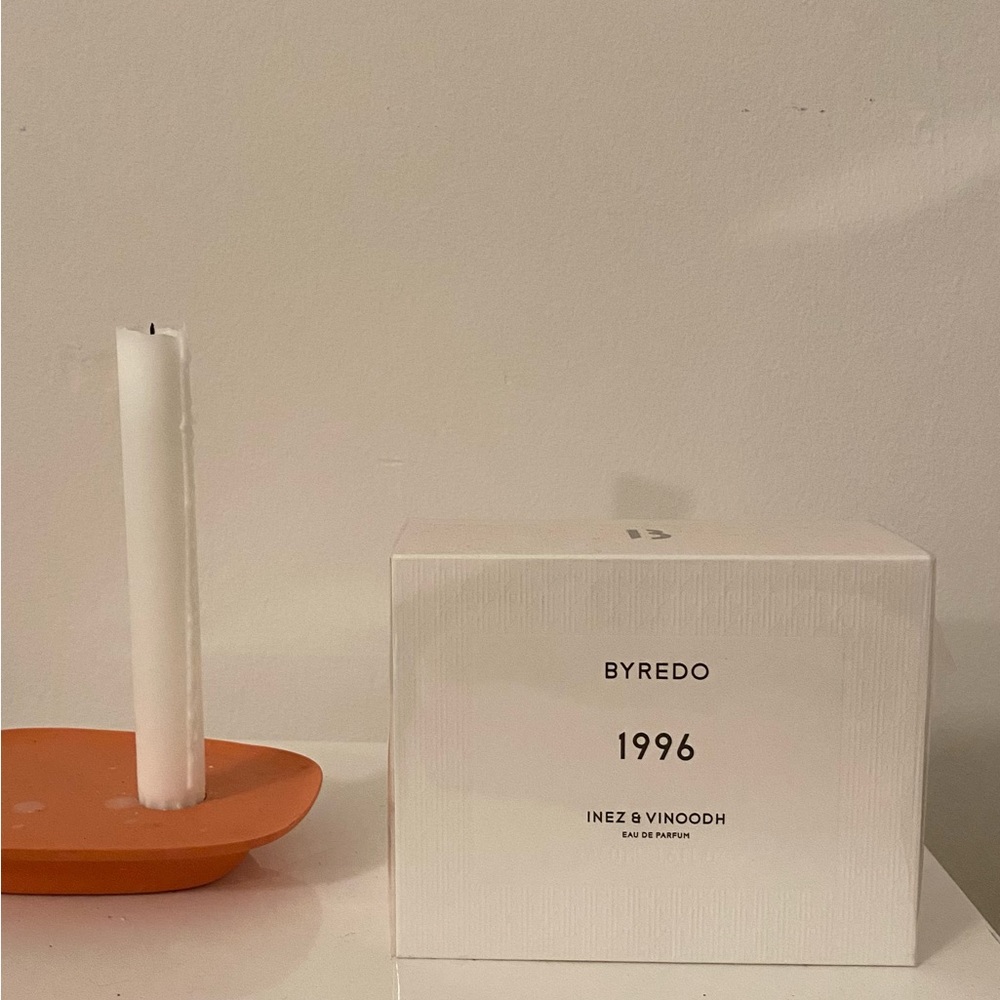 BYREDO
1996
INEZ & VINOODH
EAU DE PARFUM